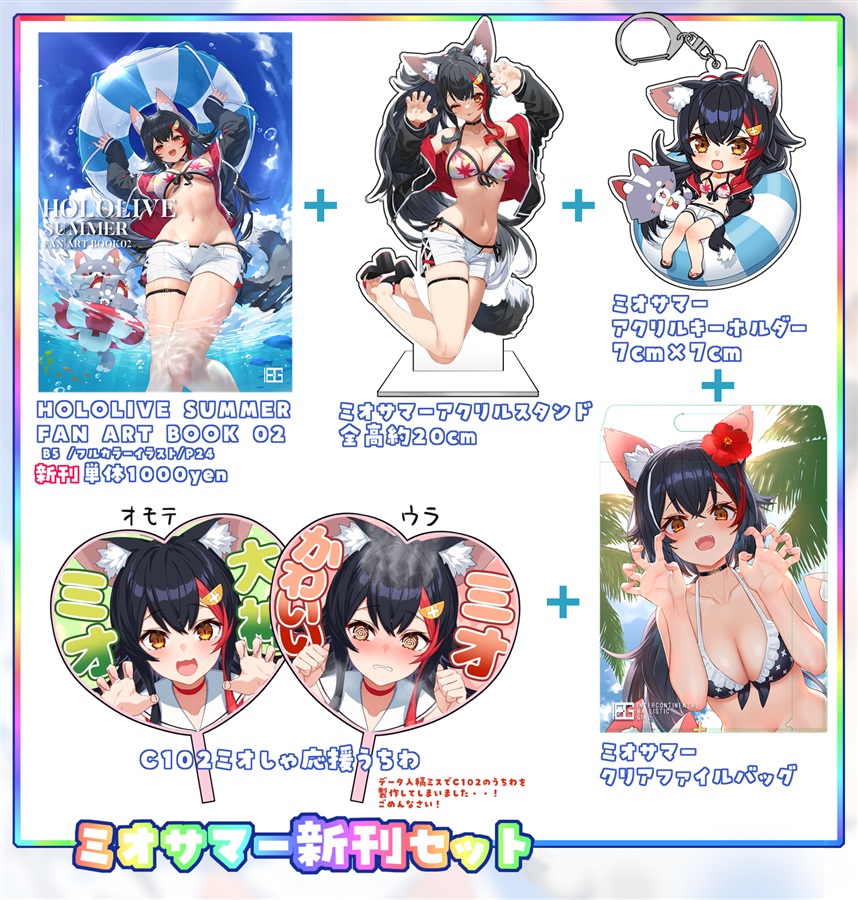 HOLOLIVE
SUMMER
FAN ART BOOK 02
IBG
HOLOLIVE SUMMER
FAN ART BOOK 02
B5 /フルカラーイラスト/P24
新刊 単体1000yen
+
ミオサマーアクリルスタンド
全高約20cm
+
ミオサマー
アクリルキーホルダー
7cm×7cm
+
オモテ
ミオ
大神
ウラ
かわいい
ミオ
C102ミオしゃ応援うちわ
データ入稿ミスでC102のうちわを
製作してしまいました・・!
ごめんなさい!
+
IBG INTERCONTINENTAL
BALLISTIC
GIRL
ミオサマー
クリアファイルバッグ
ミオサマー新刊セット